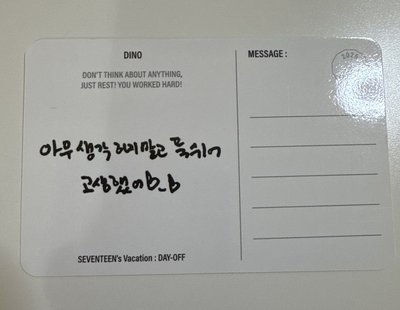 DINO
DON'T THINK ABOUT ANYTHING,
JUST REST! YOU WORKED HARD!
아무 생각 하지말고 푹쉬어
고생했어b_b
SEVENTEEN's Vacation : DAY-OFF
MESSAGE :